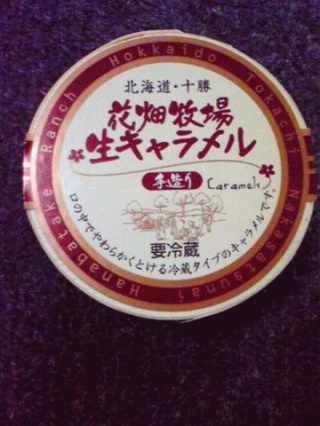 Hanabatake Ranch Hokkaido Tokachi Nakasatsunai
北海道・十勝
花畑牧場
生キャラメル
手造り Caramels
要冷蔵
口の中でやわらかくとける冷蔵タイプのキャラメルです。